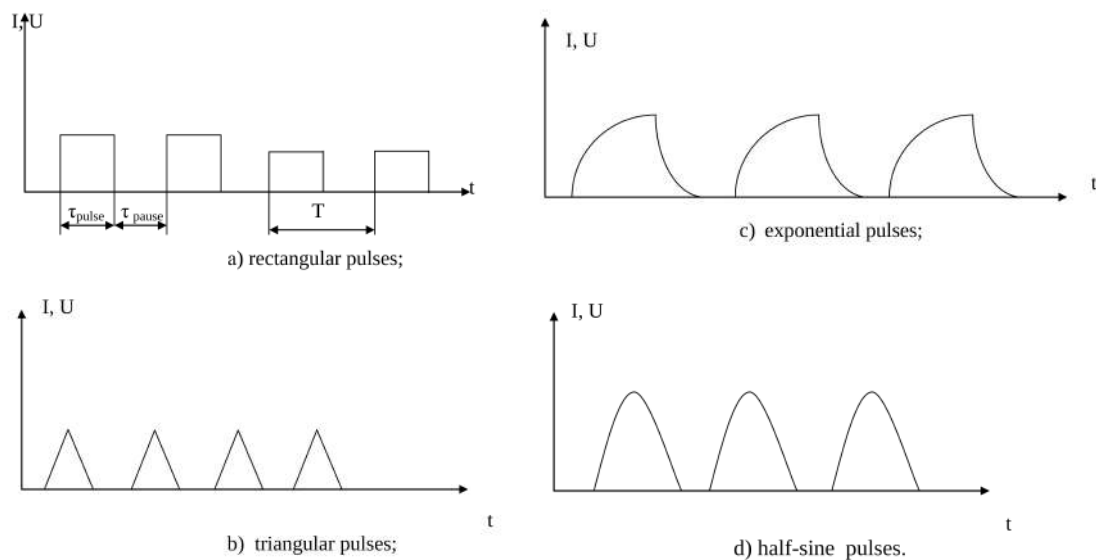 I, U
t
τpulse
τ pause
T
a) rectangular pulses;
I, U
t
b) triangular pulses;
I, U
t
c) exponential pulses;
I, U
t
d) half-sine pulses.